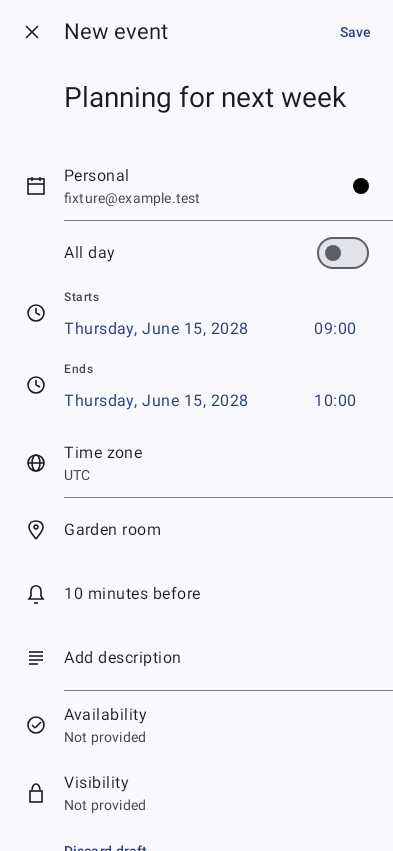 New event
Save
Planning for next week
Personal
fixture@example.test
All day
Starts
Thursday, June 15, 2028 09:00
Ends
Thursday, June 15, 2028 10:00
Time zone
UTC
Garden room
10 minutes before
Add description
Availability
Not provided
Visibility
Not provided
Discard draft